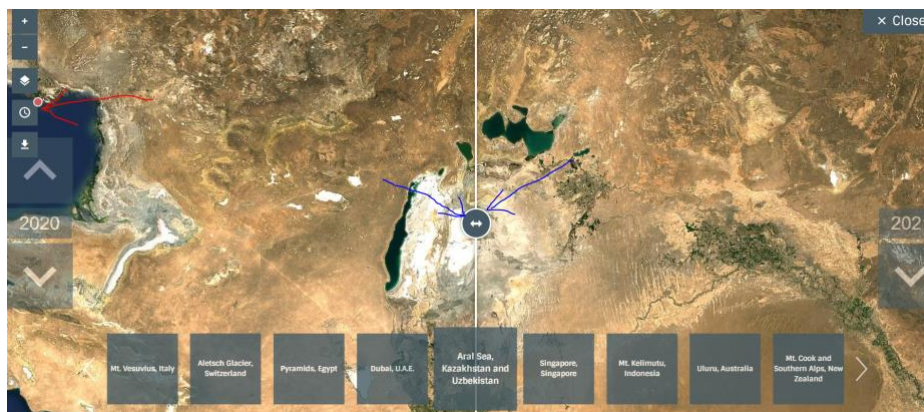 +
× Close
−
2020
202
Mt. Vesuvius, Italy
Aletsch Glacier,
Switzerland
Pyramids, Egypt
Dubai, U.A.E.
Aral Sea,
Kazakhstan and
Uzbekistan
Singapore,
Singapore
Mt. Kelimutu,
Indonesia
Uluru, Australia
Mt. Cook and
Southern Alps, New
Zealand